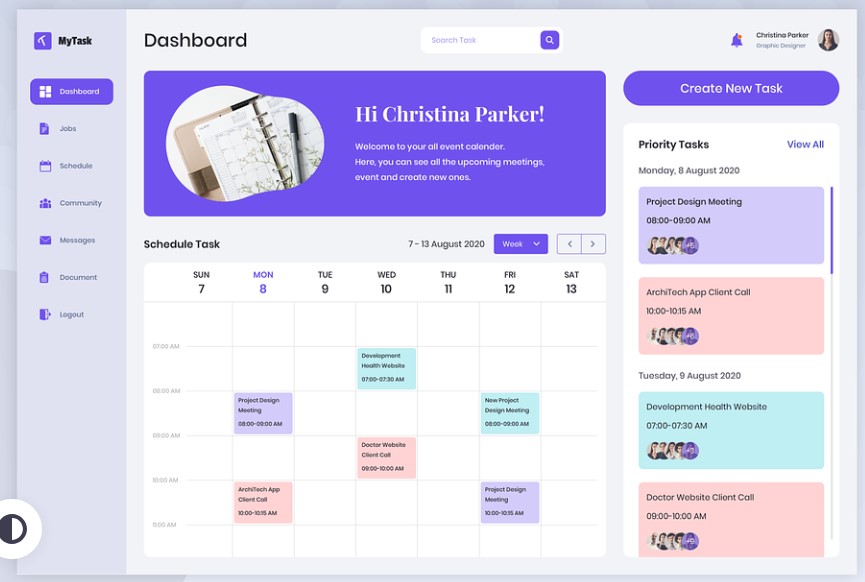 MyTask
Dashboard
Jobs
Schedule
Community
Messages
Document
Logout
Dashboard
Search Task
Christina Parker
Graphic Designer
Hi Christina Parker!
Welcome to your all event calender.
Here, you can see all the upcoming meetings,
event and create new ones.
Schedule Task
7 - 13 August 2020
Week
SUN MON TUE WED THU FRI SAT
7 8 9 10 11 12 13
07:00 AM
08:00 AM
09:00 AM
10:00 AM
11:00 AM
Project Design
Meeting
08:00-09:00 AM
ArchiTech App
Client Call
10:00-10:15 AM
Development
Health Website
07:00-07:30 AM
Doctor Website
Client Call
09:00-10:00 AM
New Project
Design Meeting
08:00-09:00 AM
Project Design
Meeting
10:00-10:15 AM
Create New Task
Priority Tasks
View All
Monday, 8 August 2020
Project Design Meeting
08:00-09:00 AM
ArchiTech App Client Call
10:00-10:15 AM
Tuesday, 9 August 2020
Development Health Website
07:00-07:30 AM
Doctor Website Client Call
09:00-10:00 AM